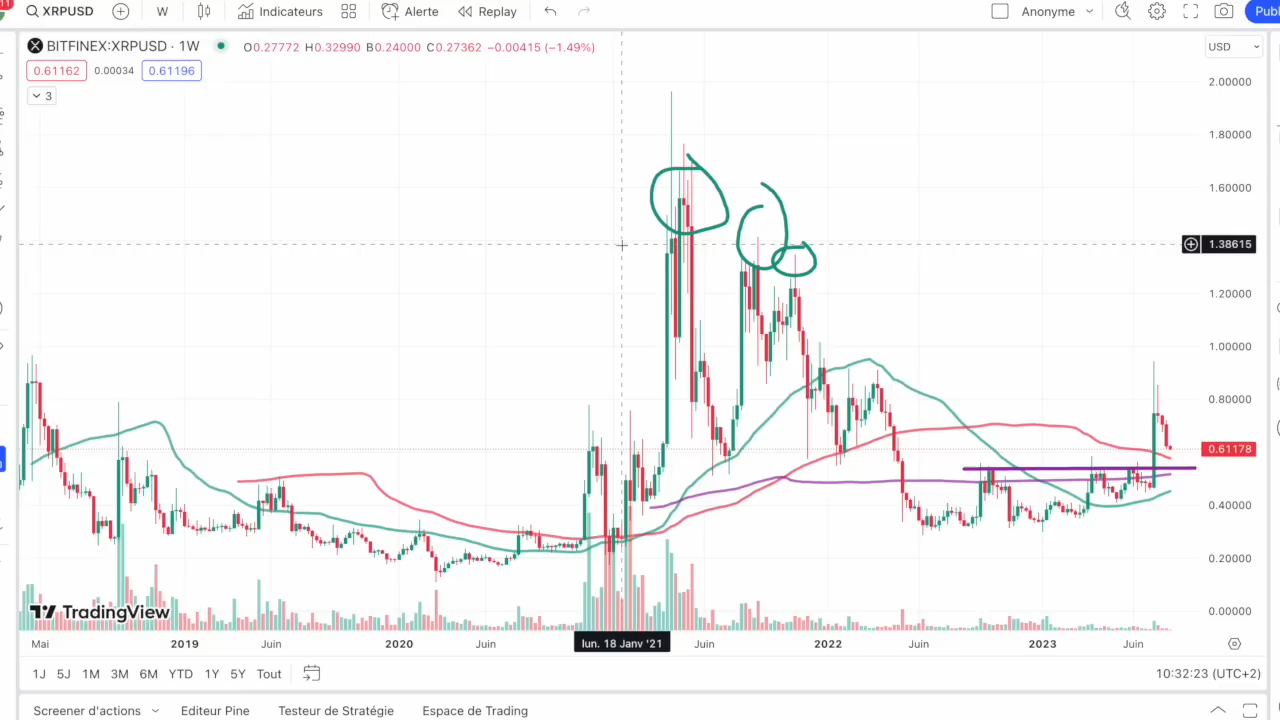 11
XRPUSD W Indicateurs Alerte Replay Anonyme Publ
BITFINEX:XRPUSD · 1W O0.27772 H0.32990 B0.24000 C0.27362 −0.00415 (−1.49%) USD
0.61162 0.00034 0.61196
3
2.00000
1.80000
1.60000
1.38615
1.20000
1.00000
0.80000
0.61178
0.40000
0.20000
0.00000
TradingView
Mai 2019 Juin 2020 Juin lun. 18 Janv '21 Juin 2022 Juin 2023 Juin
1J 5J 1M 3M 6M YTD 1Y 5Y Tout 10:32:23 (UTC+2)
Screener d'actions Editeur Pine Testeur de Stratégie Espace de Trading